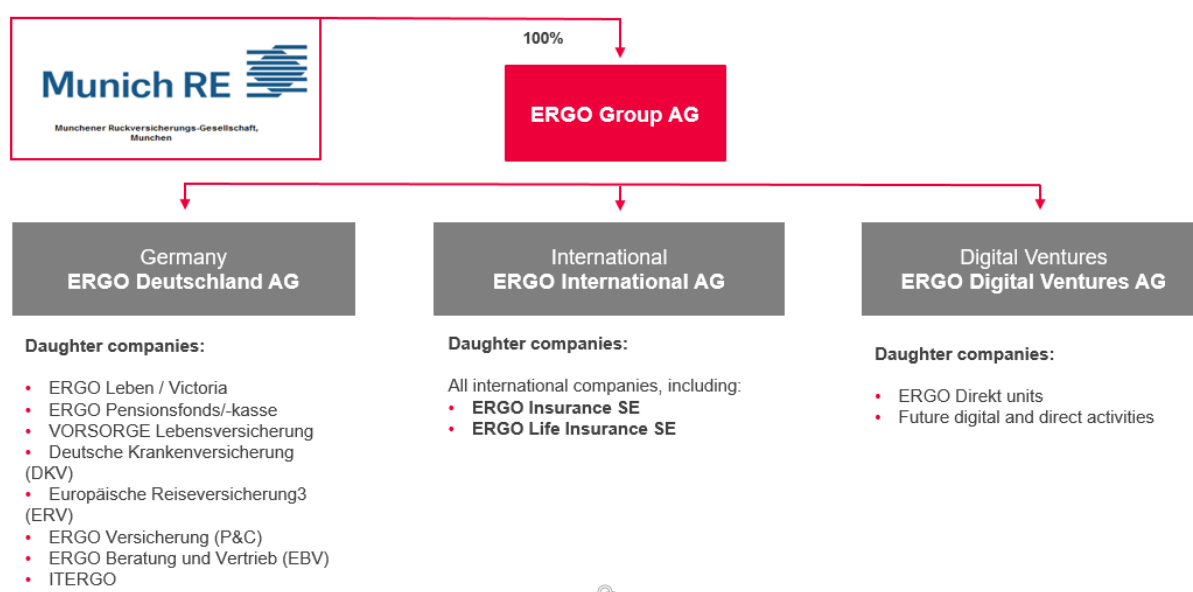 Munich RE
Munchener Ruckversicherungs-Gesellschaft,
Munchen
100%
ERGO Group AG
Germany
ERGO Deutschland AG
Daughter companies:
• ERGO Leben / Victoria
• ERGO Pensionsfonds/-kasse
• VORSORGE Lebensversicherung
• Deutsche Krankenversicherung
(DKV)
• Europäische Reiseversicherung3
(ERV)
• ERGO Versicherung (P&C)
• ERGO Beratung und Vertrieb (EBV)
• ITERGO
International
ERGO International AG
Daughter companies:
All international companies, including:
• ERGO Insurance SE
• ERGO Life Insurance SE
Digital Ventures
ERGO Digital Ventures AG
Daughter companies:
• ERGO Direkt units
• Future digital and direct activities